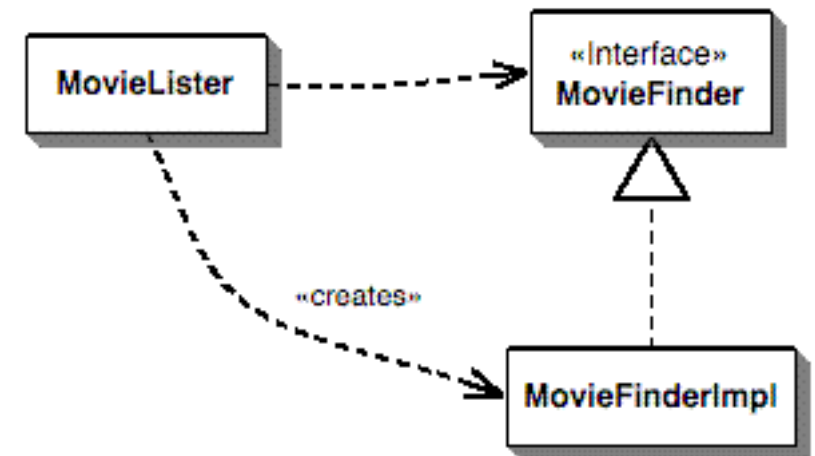 MovieLister
«Interface»
MovieFinder
«creates»
MovieFinderImpl